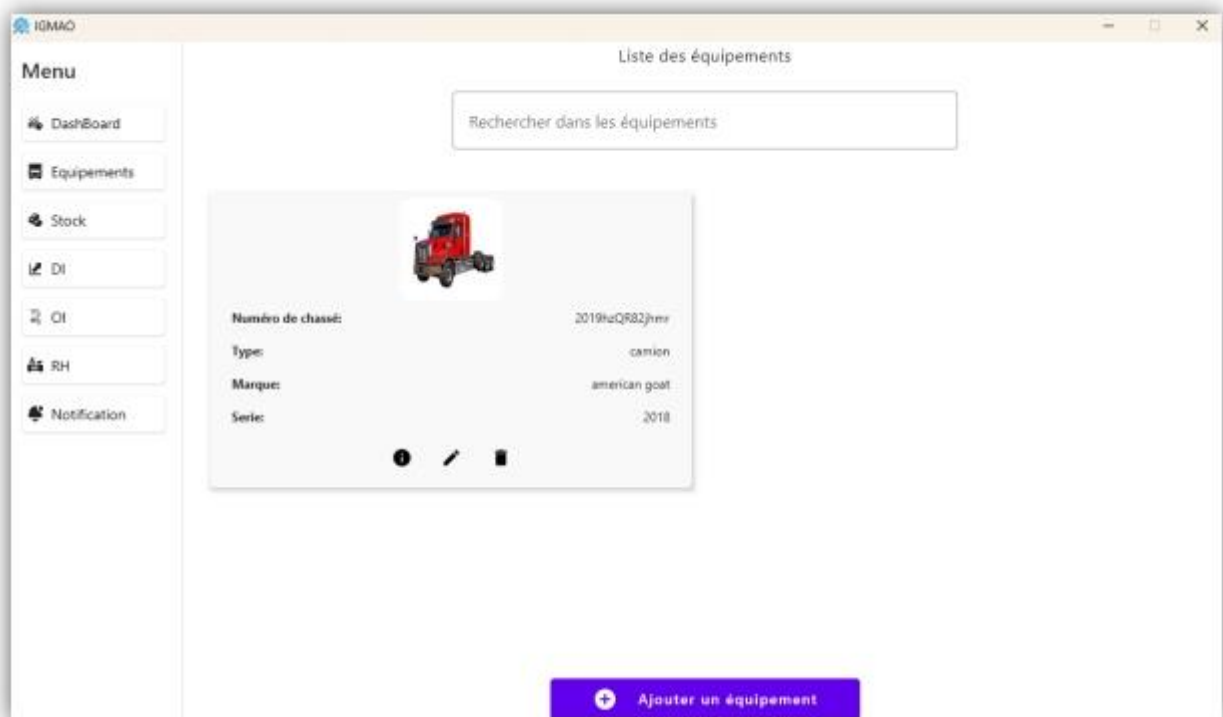 IGMAO
Menu
DashBoard
Equipements
Stock
DI
OI
RH
Notification
Liste des équipements
Rechercher dans les équipements
Numéro de chassé: 2019hzQR82jhmr
Type: camion
Marque: american goat
Serie: 2018
Ajouter un équipement